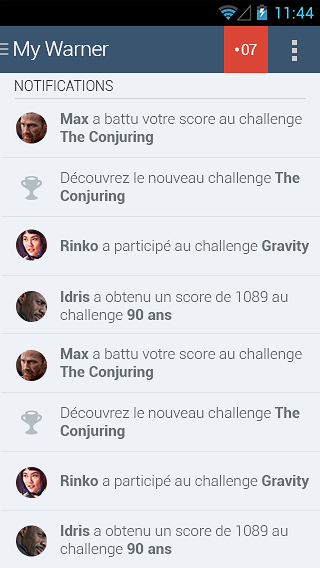 11:44
My Warner
•07
NOTIFICATIONS
Max a battu votre score au challenge
The Conjuring
Découvrez le nouveau challenge The
Conjuring
Rinko a participé au challenge Gravity
Idris a obtenu un score de 1089 au
challenge 90 ans
Max a battu votre score au challenge
The Conjuring
Découvrez le nouveau challenge The
Conjuring
Rinko a participé au challenge Gravity
Idris a obtenu un score de 1089 au
challenge 90 ans